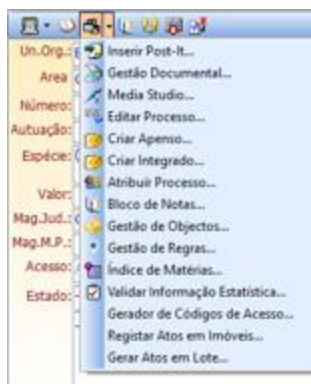 Un.Org.:
Inserir Post-It...
Area
Gestão Documental...
Media Studio...
Número:
Editar Processo...
Autuação:
Criar Apenso...
Espécie:
Criar Integrado...
Atribuir Processo...
Valor:
Bloco de Notas...
Mag.Jud.:
Gestão de Objectos...
Mag.M.P.:
Gestão de Regras...
Acesso:
Índice de Matérias...
Estado:
Validar Informação Estatística...
Gerador de Códigos de Acesso...
Registar Atos em Imóveis...
Gerar Atos em Lote...